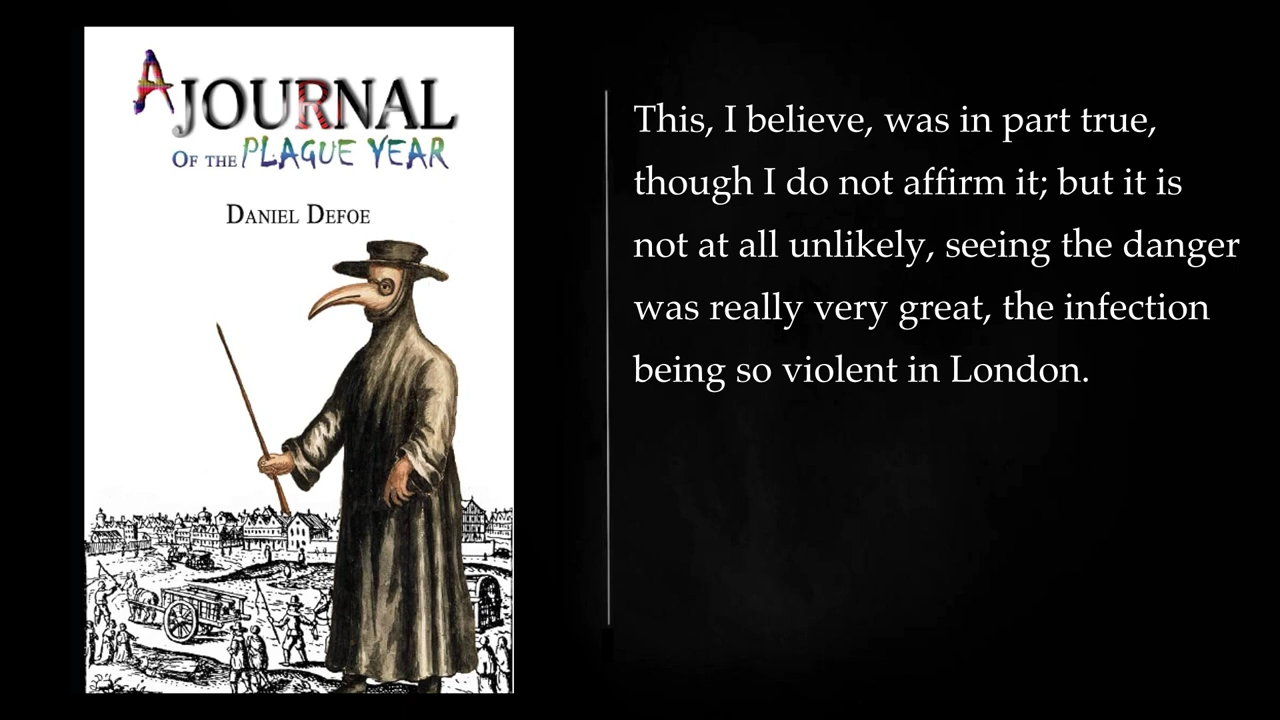 A JOURNAL
OF THE PLAGUE YEAR
DANIEL DEFOE
This, I believe, was in part true,
though I do not affirm it; but it is
not at all unlikely, seeing the danger
was really very great, the infection
being so violent in London.